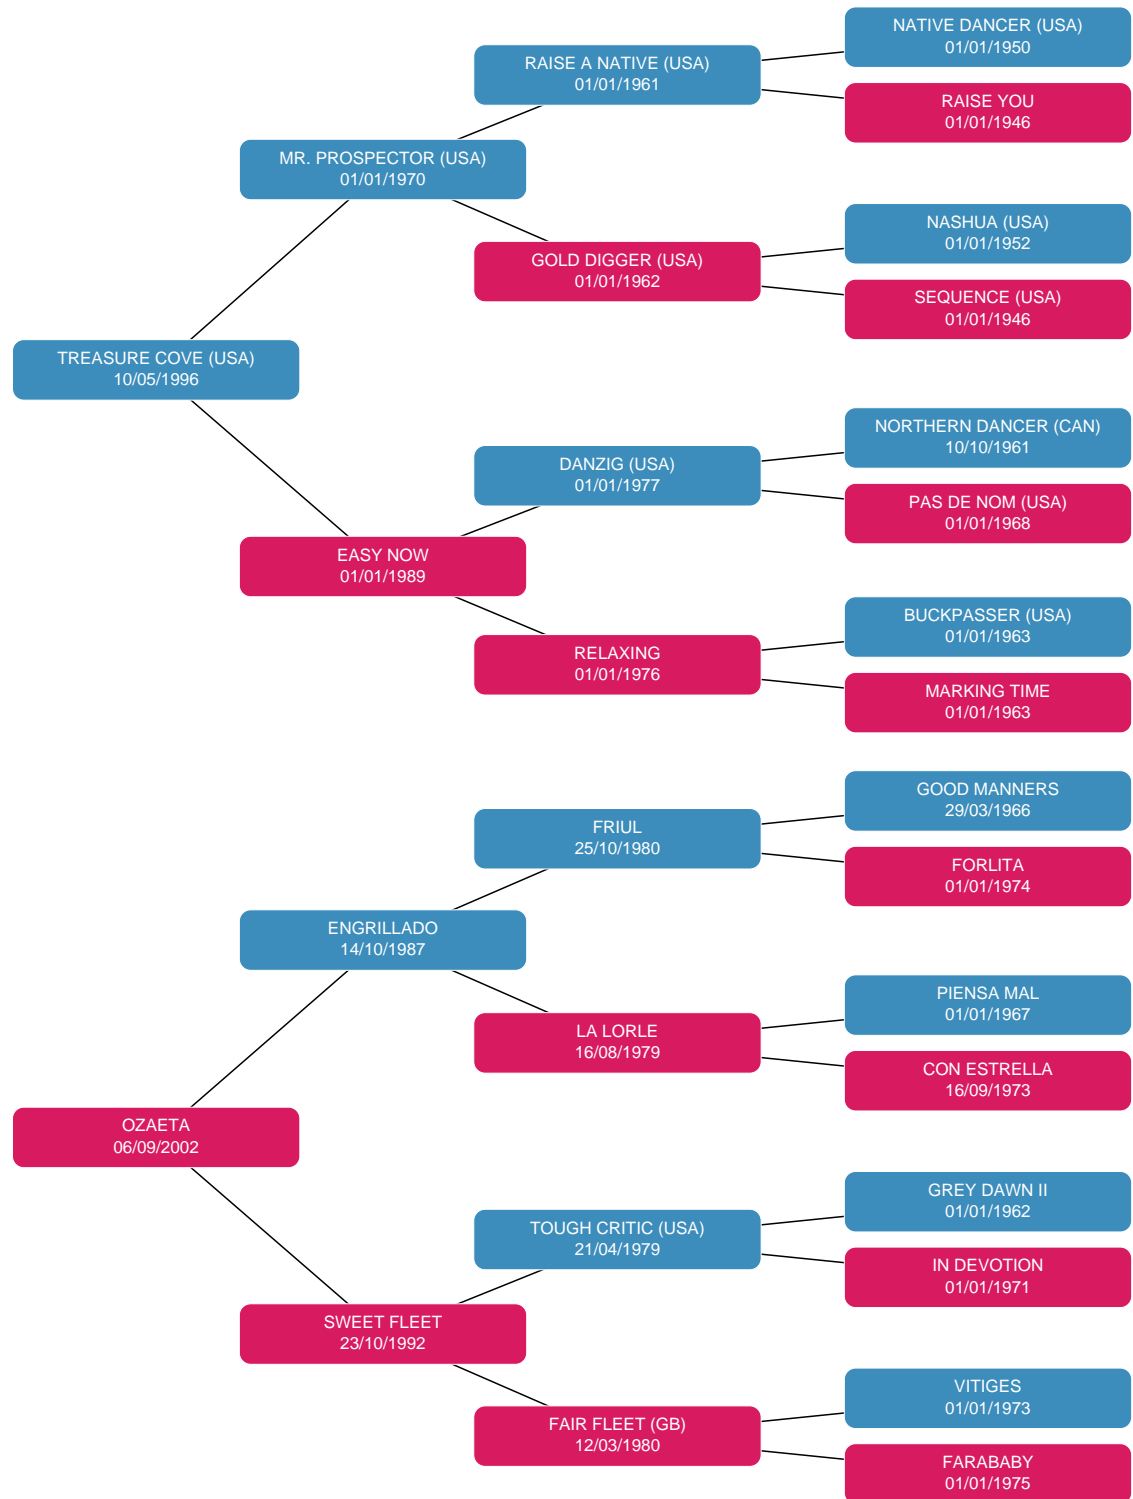 NATIVE DANCER (USA)
01/01/1950
RAISE A NATIVE (USA)
01/01/1961
RAISE YOU
01/01/1946
MR. PROSPECTOR (USA)
01/01/1970
NASHUA (USA)
01/01/1952
GOLD DIGGER (USA)
01/01/1962
SEQUENCE (USA)
01/01/1946
TREASURE COVE (USA)
10/05/1996
NORTHERN DANCER (CAN)
10/10/1961
DANZIG (USA)
01/01/1977
PAS DE NOM (USA)
01/01/1968
EASY NOW
01/01/1989
BUCKPASSER (USA)
01/01/1963
RELAXING
01/01/1976
MARKING TIME
01/01/1963
GOOD MANNERS
29/03/1966
FRIUL
25/10/1980
FORLITA
01/01/1974
ENGRILLADO
14/10/1987
PIENSA MAL
01/01/1967
LA LORLE
16/08/1979
CON ESTRELLA
16/09/1973
OZAETA
06/09/2002
GREY DAWN II
01/01/1962
TOUGH CRITIC (USA)
21/04/1979
IN DEVOTION
01/01/1971
SWEET FLEET
23/10/1992
VITIGES
01/01/1973
FAIR FLEET (GB)
12/03/1980
FARABABY
01/01/1975